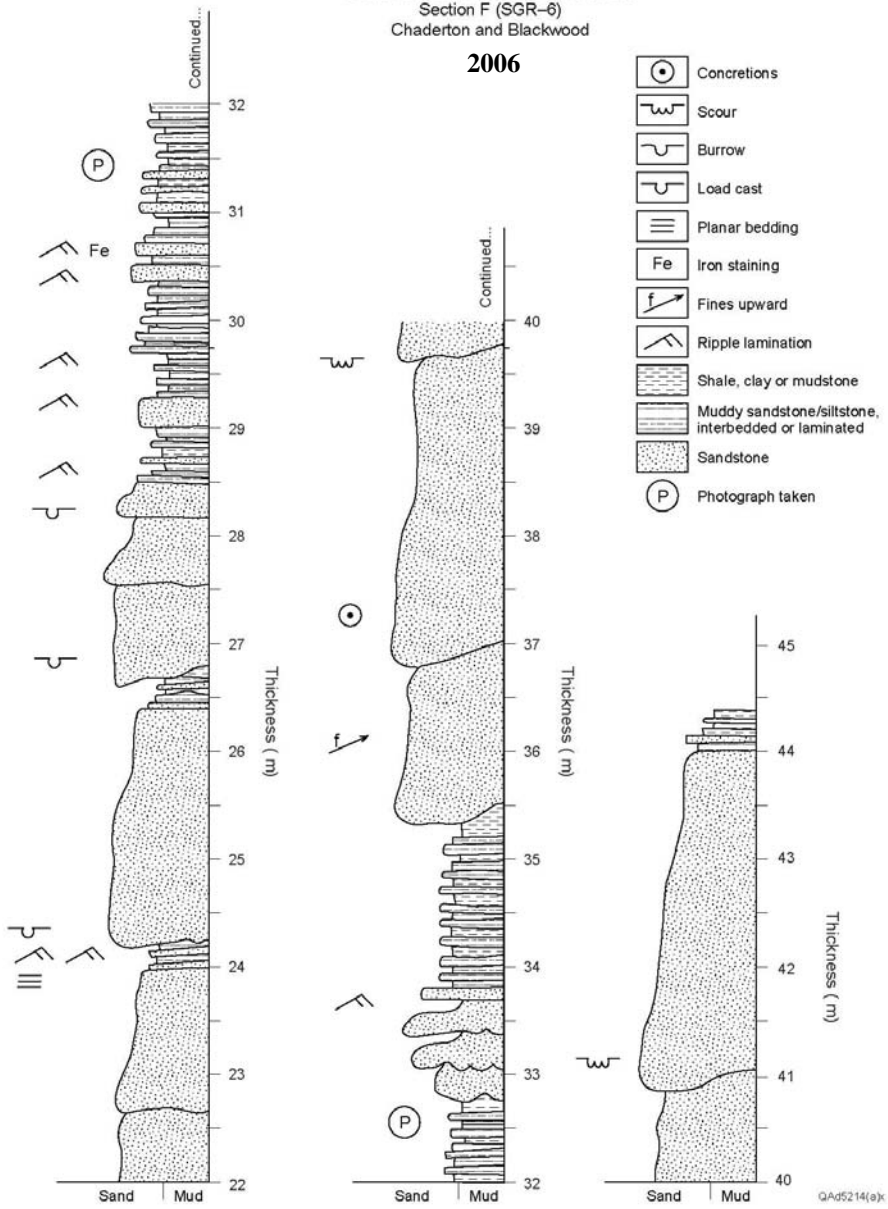 Section F (SGR–6)
Chaderton and Blackwood
2006
Continued...
32
31
30
29
28
27
26
25
24
23
22
P
Fe
Thickness ( m)
Sand
Mud
Continued...
40
39
38
37
36
35
34
33
32
f
P
Thickness ( m)
Sand
Mud
Concretions
Scour
Burrow
Load cast
Planar bedding
Fe Iron staining
f Fines upward
Ripple lamination
Shale, clay or mudstone
Muddy sandstone/siltstone,
interbedded or laminated
Sandstone
P Photograph taken
45
44
43
42
41
40
Thickness ( m)
Sand
Mud
QAd5214(a)x